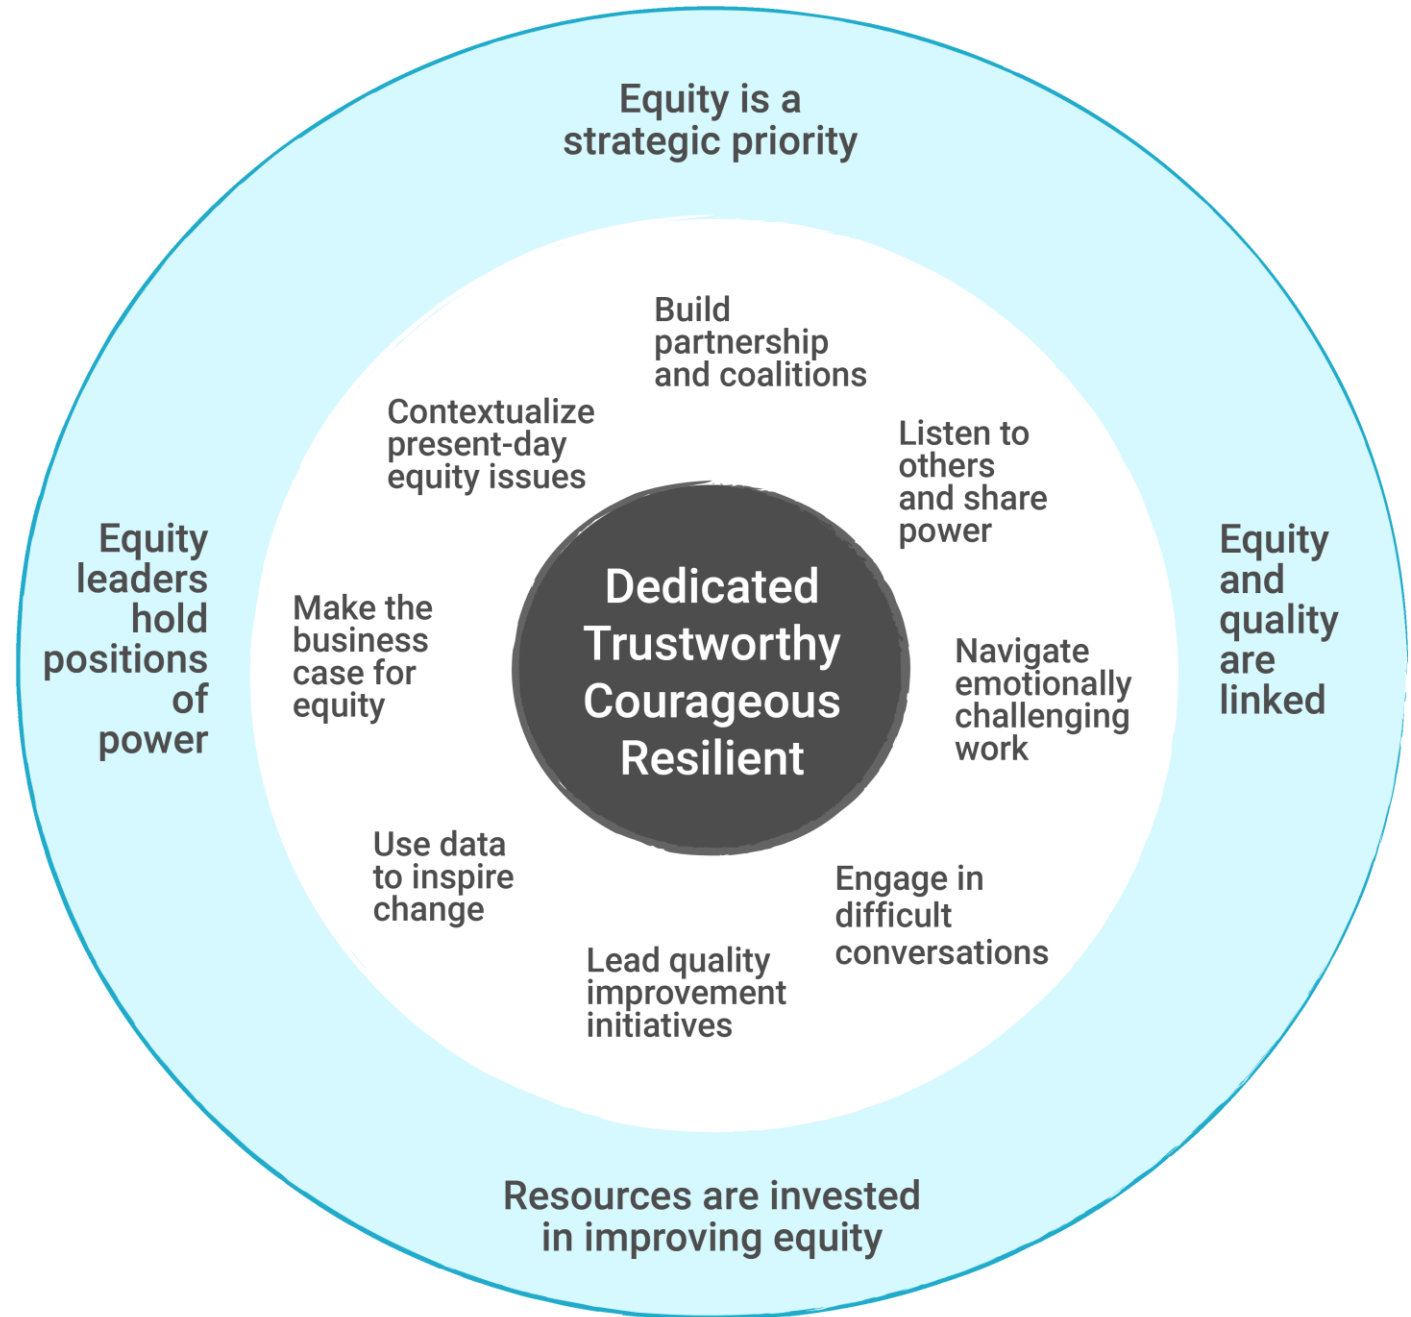 Equity is a
strategic priority
Build
partnership
and coalitions
Contextualize
present-day
equity issues
Listen to
others
and share
power
Equity
leaders
hold
positions
of
power
Make the
business
case for
equity
Dedicated
Trustworthy
Courageous
Resilient
Navigate
emotionally
challenging
work
Equity
and
quality
are
linked
Use data
to inspire
change
Engage in
difficult
conversations
Lead quality
improvement
initiatives
Resources are invested
in improving equity